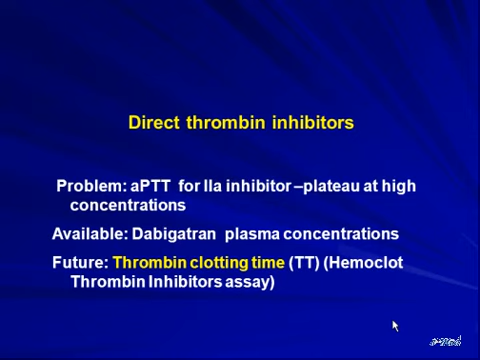 Direct thrombin inhibitors
Problem: aPTT for IIa inhibitor –plateau at high
concentrations
Available: Dabigatran plasma concentrations
Future: Thrombin clotting time (TT) (Hemoclot
Thrombin Inhibitors assay)